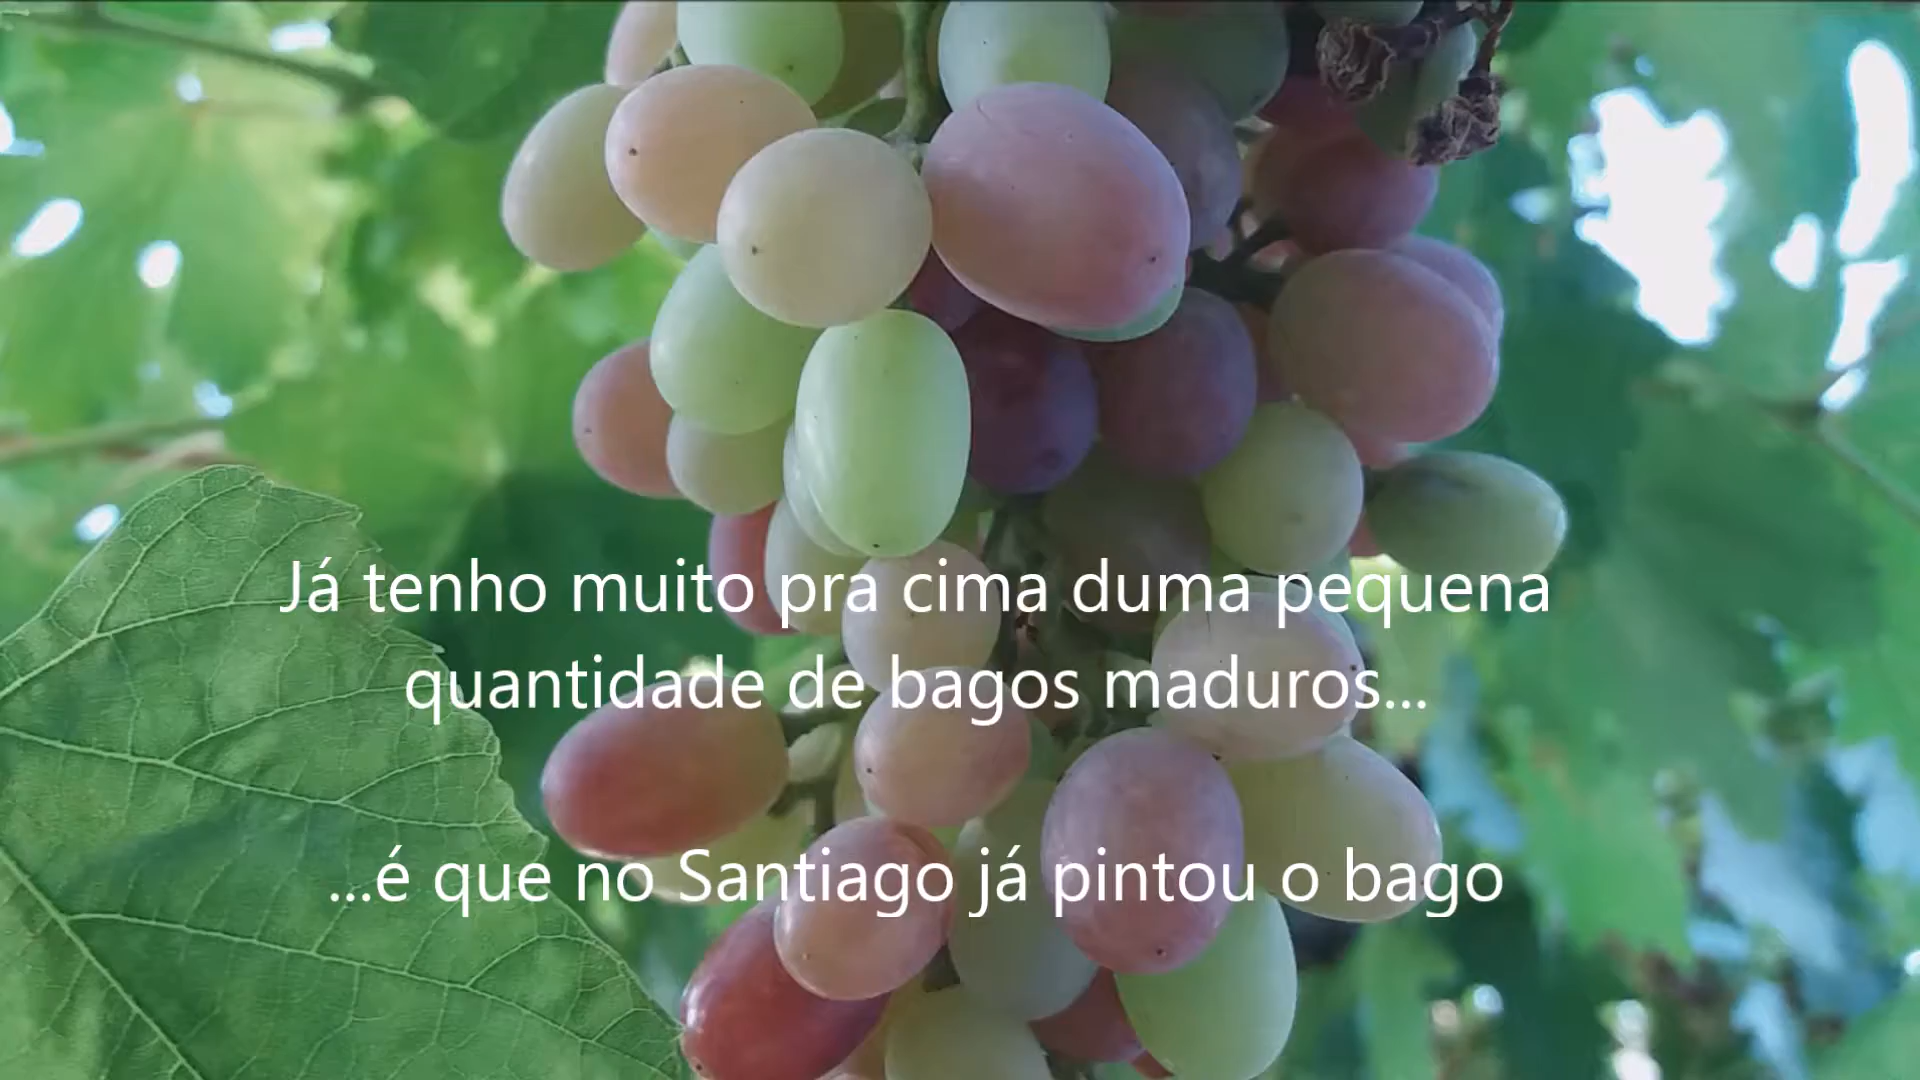 Já tenho muito pra cima duma pequena
quantidade de bagos maduros...
...é que no Santiago já pintou o bago